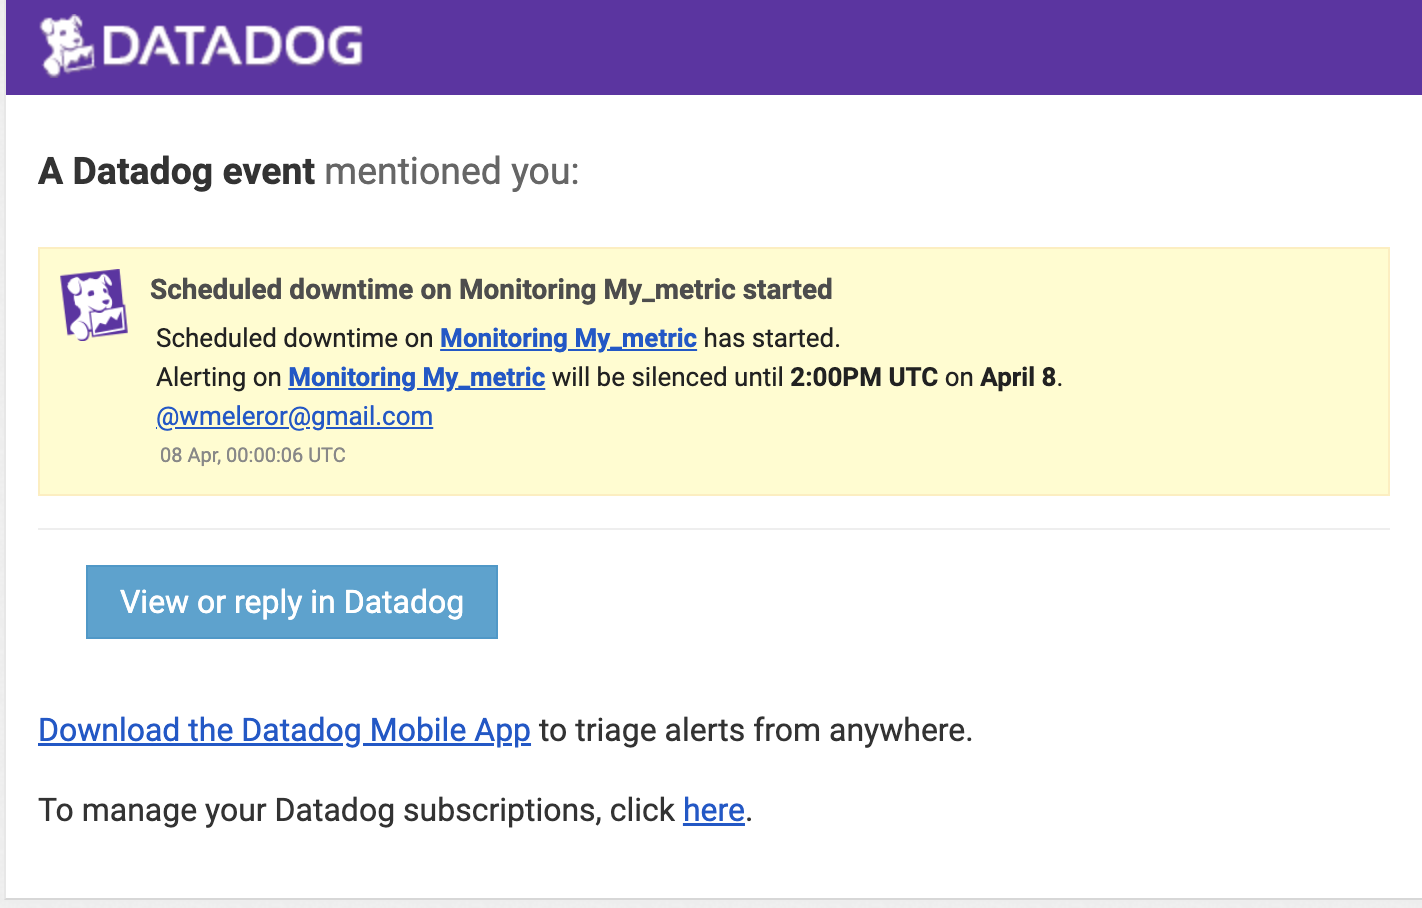 DATADOG
A Datadog event mentioned you:
Scheduled downtime on Monitoring My_metric started
Scheduled downtime on Monitoring My_metric has started.
Alerting on Monitoring My_metric will be silenced until 2:00PM UTC on April 8.
@wmeleror@gmail.com
08 Apr, 00:00:06 UTC
View or reply in Datadog
Download the Datadog Mobile App to triage alerts from anywhere.
To manage your Datadog subscriptions, click here.